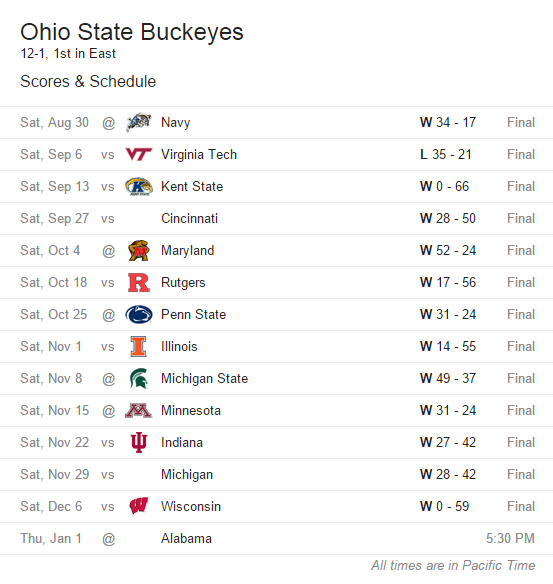 Ohio State Buckeyes
12-1, 1st in East
Scores & Schedule
Sat, Aug 30 @ Navy W 34 - 17 Final
Sat, Sep 6 vs VT Virginia Tech L 35 - 21 Final
Sat, Sep 13 vs Kent State W 0 - 66 Final
Sat, Sep 27 vs Cincinnati W 28 - 50 Final
Sat, Oct 4 @ Maryland W 52 - 24 Final
Sat, Oct 18 vs R Rutgers W 17 - 56 Final
Sat, Oct 25 @ Penn State W 31 - 24 Final
Sat, Nov 1 vs I Illinois W 14 - 55 Final
Sat, Nov 8 @ Michigan State W 49 - 37 Final
Sat, Nov 15 @ M Minnesota W 31 - 24 Final
Sat, Nov 22 vs Indiana W 27 - 42 Final
Sat, Nov 29 vs Michigan W 28 - 42 Final
Sat, Dec 6 vs W Wisconsin W 0 - 59 Final
Thu, Jan 1 @ Alabama 5:30 PM
All times are in Pacific Time